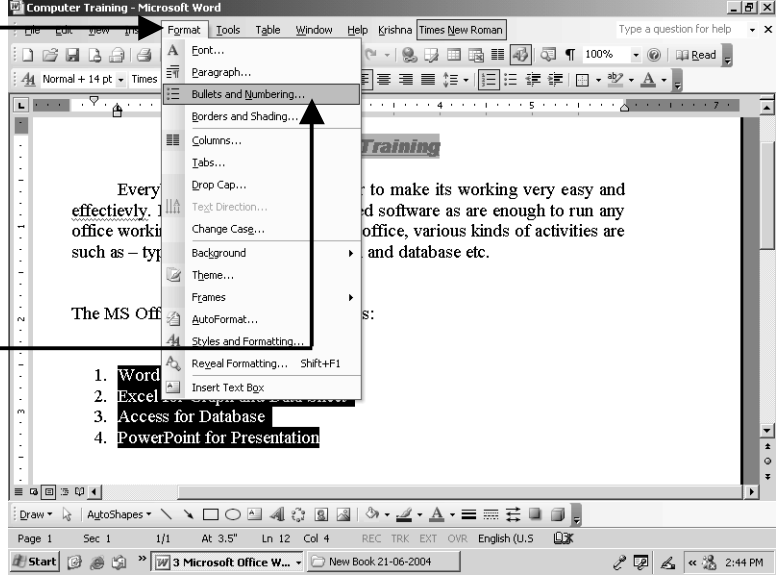 Computer Training - Microsoft Word
File Edit View Format Tools Table Window Help Krishna Times New Roman Type a question for help
100% Read
Normal + 14 pt Times
Font...
Paragraph...
Bullets and Numbering...
Borders and Shading...
Columns...
Tabs...
Drop Cap...
Text Direction...
Change Case...
Background
Theme...
Frames
AutoFormat...
Styles and Formatting...
Reveal Formatting... Shift+F1
Insert Text Box
4 5 7
Training
Every to make its working very easy and
effectievly. ed software as are enough to run any
office worki office, various kinds of activities are
such as – typ and database etc.
The MS Off s:
1. Word
2. Excel for Graph and Data Sheet
3. Access for Database
4. PowerPoint for Presentation
Draw AutoShapes
Page 1 Sec 1 1/1 At 3.5" Ln 12 Col 4 REC TRK EXT OVR English (U.S
Start 3 Microsoft Office W... New Book 21-06-2004 2:44 PM